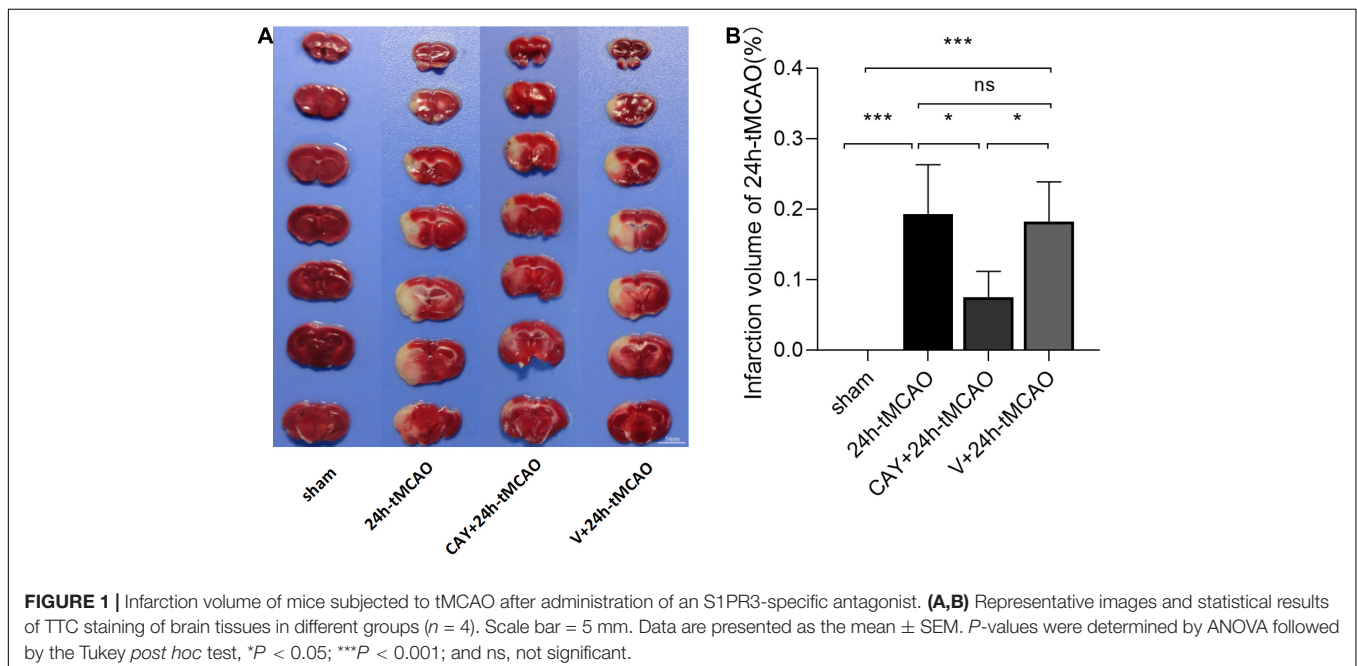 A
sham
24h-tMCAO
CAY+24h-tMCAO
V+24h-tMCAO
5mm
B
Infarction volume of 24h-tMCAO(%)
0.4
0.3
0.2
0.1
0.0
***
ns
*** * *
sham
24h-tMCAO
CAY+24h-tMCAO
V+24h-tMCAO
FIGURE 1 | Infarction volume of mice subjected to tMCAO after administration of an S1PR3-specific antagonist. (A,B) Representative images and statistical results
of TTC staining of brain tissues in different groups (n = 4). Scale bar = 5 mm. Data are presented as the mean ± SEM. P-values were determined by ANOVA followed
by the Tukey post hoc test, *P < 0.05; ***P < 0.001; and ns, not significant.